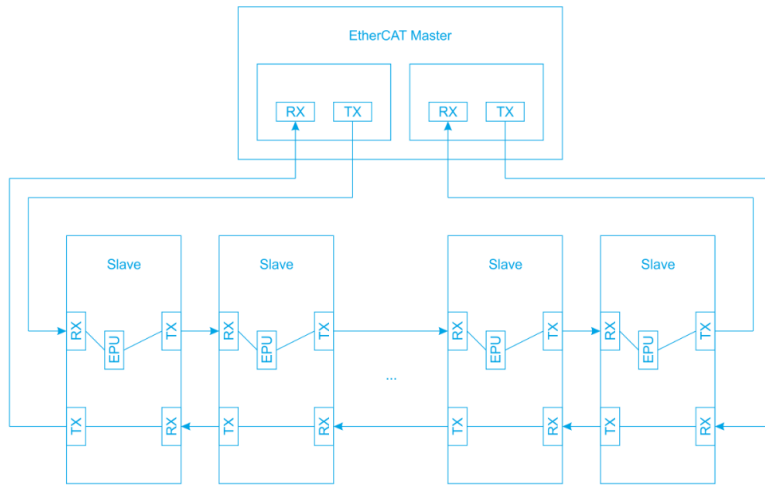 EtherCAT Master
RX TX RX TX
Slave Slave Slave Slave
RX TX RX TX RX TX RX TX
EPU EPU EPU EPU
...
TX RX TX RX TX RX TX RX